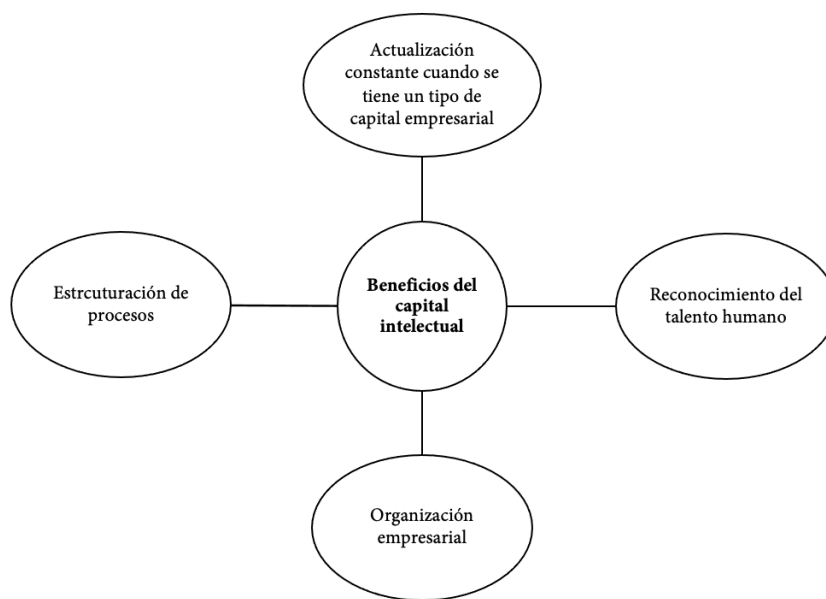 Actualización
constante cuando se
tiene un tipo de
capital empresarial
Estrcuturación de
procesos
Beneficios del
capital
intelectual
Reconocimiento del
talento humano
Organización
empresarial